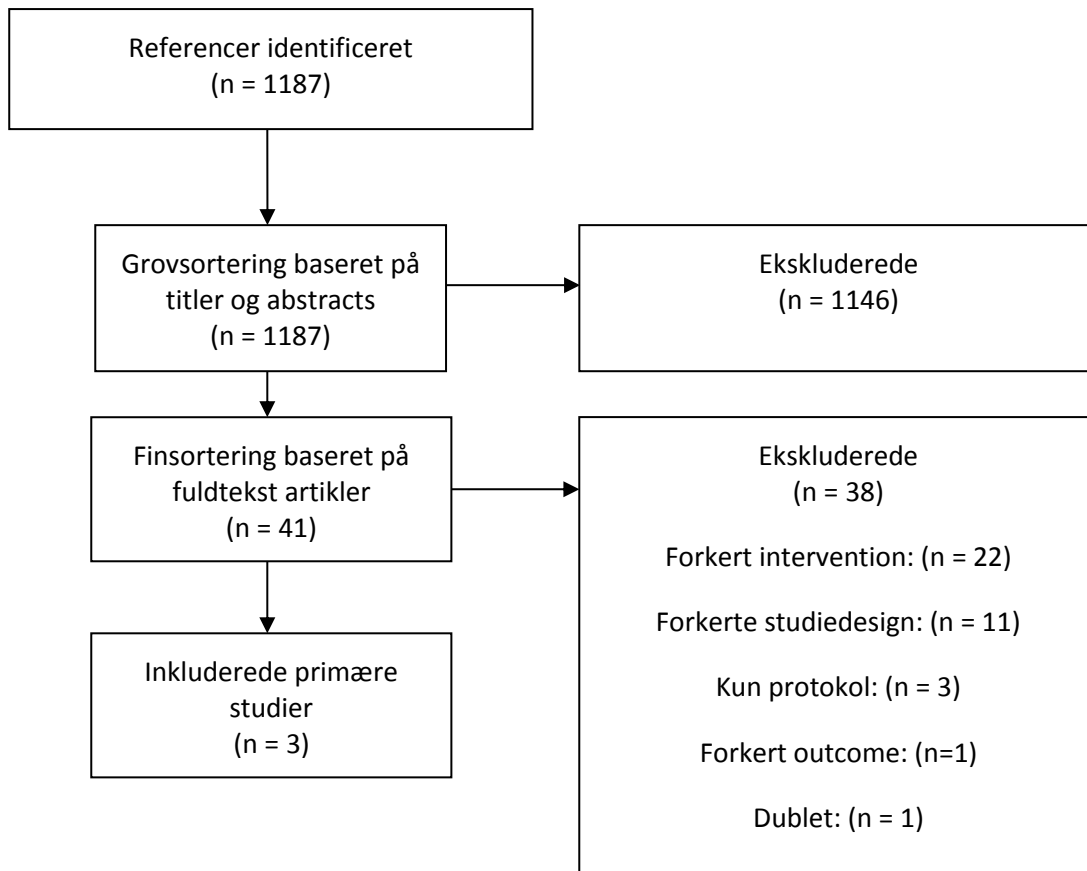 Referencer identificeret
(n = 1187)
Grovsortering baseret på
titler og abstracts
(n = 1187)
Ekskluderede
(n = 1146)
Finsortering baseret på
fuldtekst artikler
(n = 41)
Ekskluderede
(n = 38)
Forkert intervention: (n = 22)
Forkerte studiedesign: (n = 11)
Kun protokol: (n = 3)
Forkert outcome: (n=1)
Dublet: (n = 1)
Inkluderede primære
studier
(n = 3)